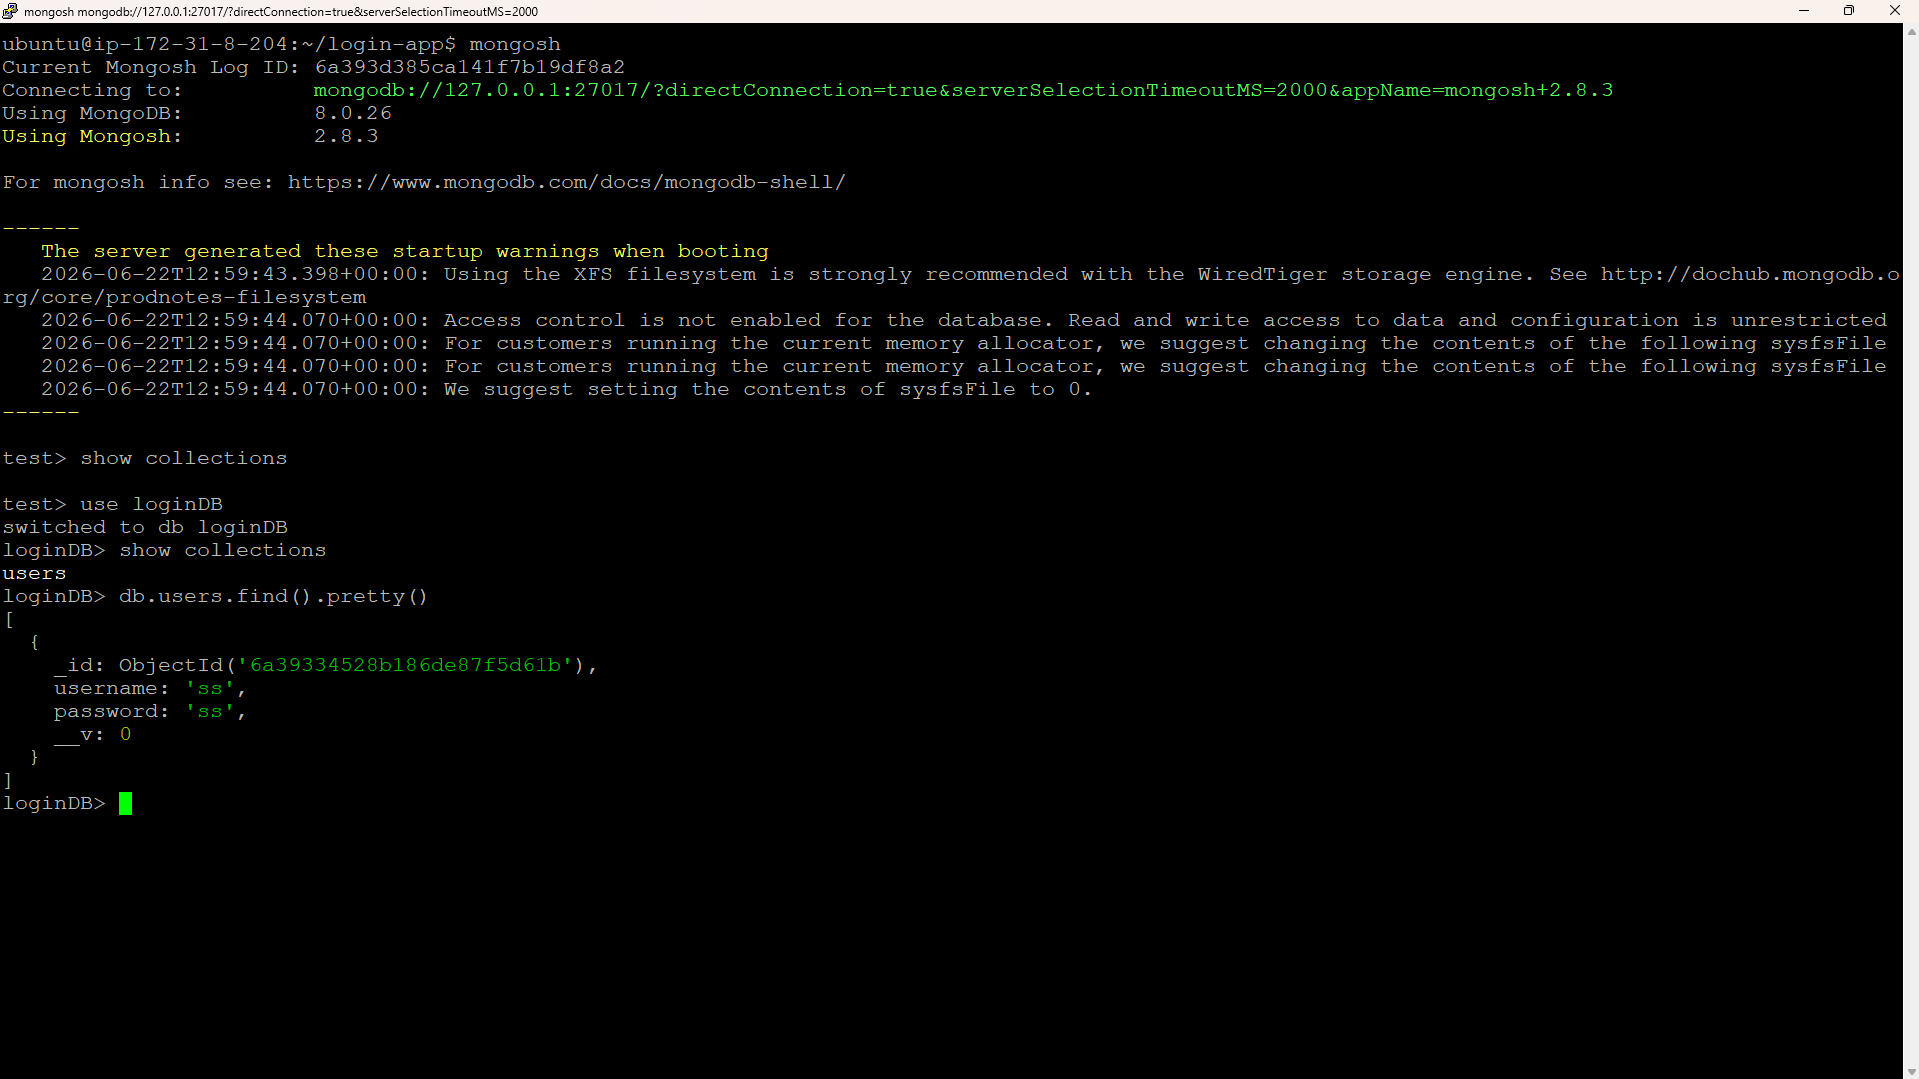 mongosh mongodb://127.0.0.1:27017/?directConnection=true&serverSelectionTimeoutMS=2000
ubuntu@ip-172-31-8-204:~/login-app$ mongosh
Current Mongosh Log ID: 6a393d385ca141f7b19df8a2
Connecting to:          mongodb://127.0.0.1:27017/?directConnection=true&serverSelectionTimeoutMS=2000&appName=mongosh+2.8.3
Using MongoDB:          8.0.26
Using Mongosh:          2.8.3
For mongosh info see: https://www.mongodb.com/docs/mongodb-shell/
------
   The server generated these startup warnings when booting
   2026-06-22T12:59:43.398+00:00: Using the XFS filesystem is strongly recommended with the WiredTiger storage engine. See http://dochub.mongodb.o
rg/core/prodnotes-filesystem
   2026-06-22T12:59:44.070+00:00: Access control is not enabled for the database. Read and write access to data and configuration is unrestricted
   2026-06-22T12:59:44.070+00:00: For customers running the current memory allocator, we suggest changing the contents of the following sysfsFile
   2026-06-22T12:59:44.070+00:00: For customers running the current memory allocator, we suggest changing the contents of the following sysfsFile
   2026-06-22T12:59:44.070+00:00: We suggest setting the contents of sysfsFile to 0.
------
test> show collections
test> use loginDB
switched to db loginDB
loginDB> show collections
users
loginDB> db.users.find().pretty()
[
  {
    _id: ObjectId('6a39334528b186de87f5d61b'),
    username: 'ss',
    password: 'ss',
    __v: 0
  }
]
loginDB>